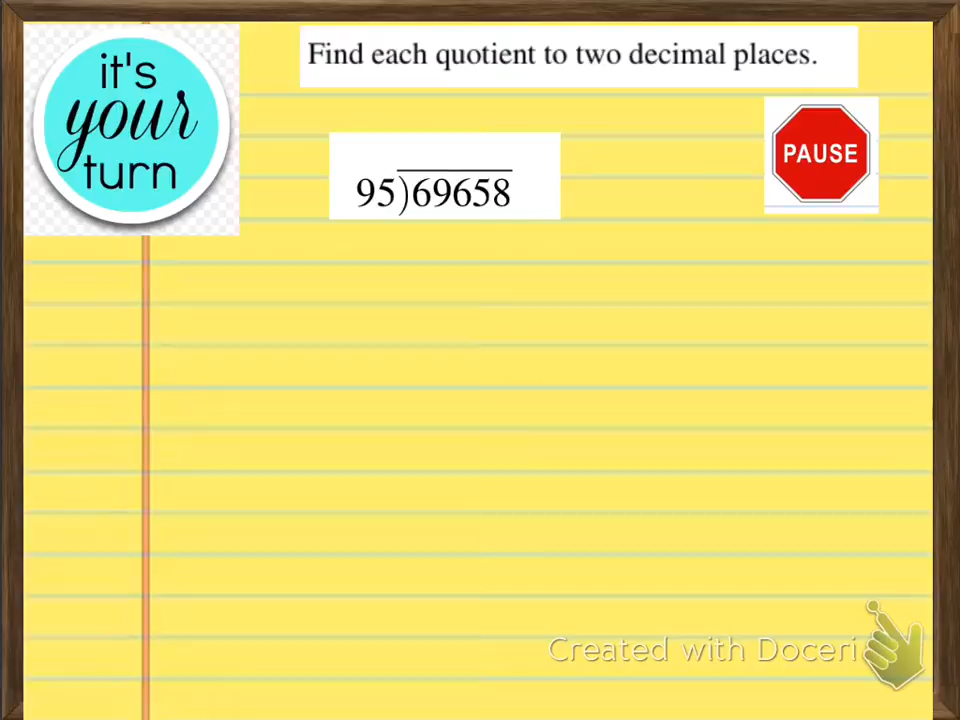 it's
your
turn
Find each quotient to two decimal places.
PAUSE
95)69658
Created with Doceri